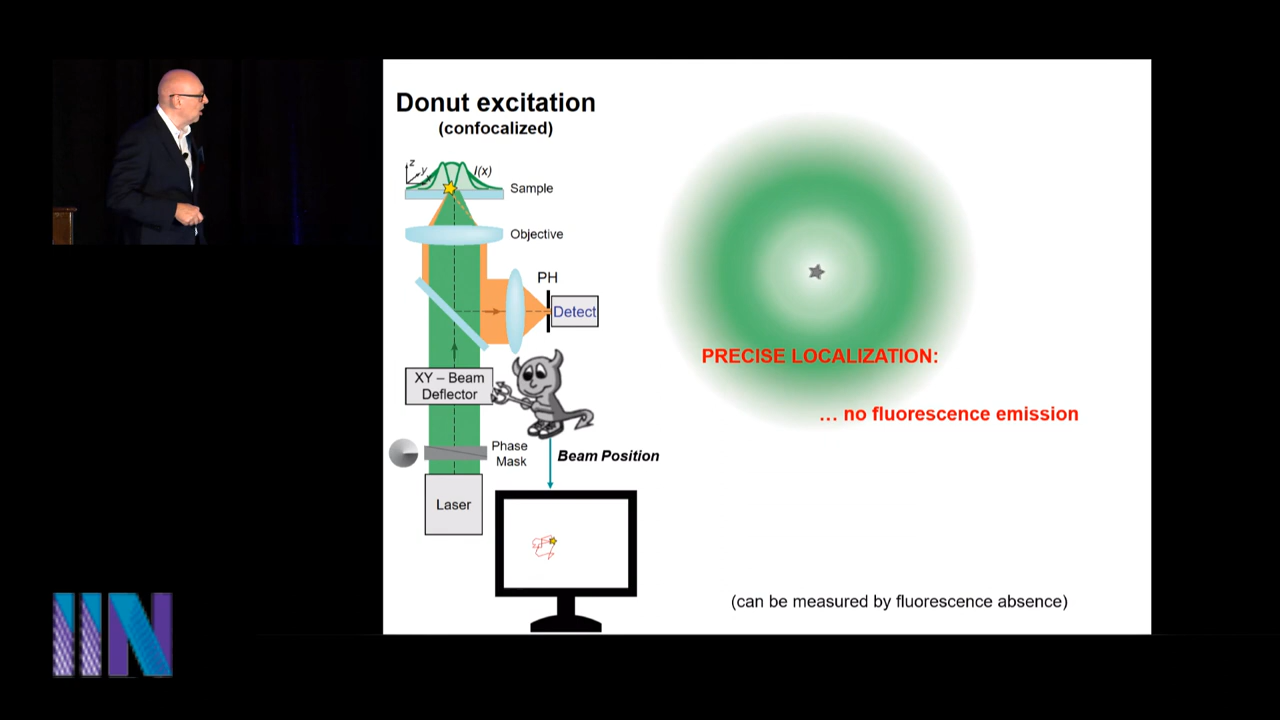 Donut excitation
(confocalized)
z
y
I(x)
Sample
Objective
PH
Detect
XY – Beam
Deflector
Phase
Mask
Beam Position
Laser
PRECISE LOCALIZATION:
... no fluorescence emission
(can be measured by fluorescence absence)
IIN